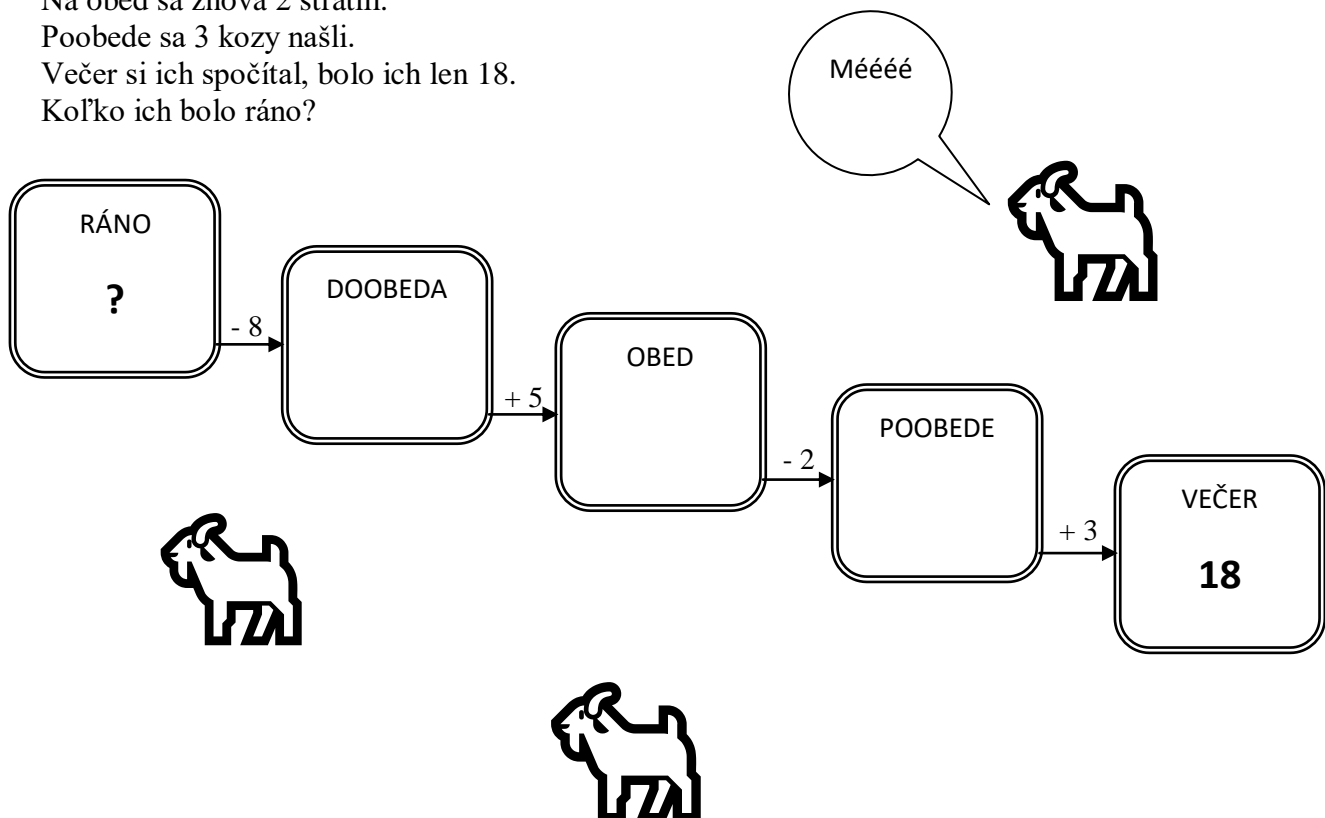 Na obed sa znova 2 stratili.
Poobede sa 3 kozy našli.
Večer si ich spočítal, bolo ich len 18.
Koľko ich bolo ráno?
Méééé
RÁNO
?
- 8
DOOBEDA
+ 5
OBED
- 2
POOBEDE
+ 3
VEČER
18